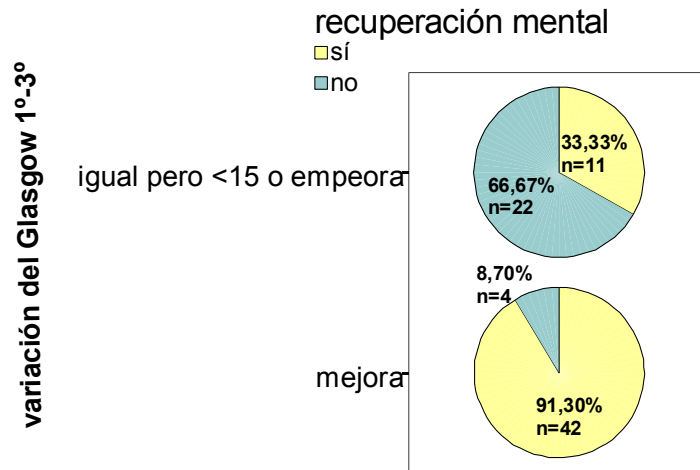 recuperación mental
sí
no
variación del Glasgow 1º-3º
igual pero <15 o empeora
33,33%
n=11
66,67%
n=22
8,70%
n=4
mejora
91,30%
n=42